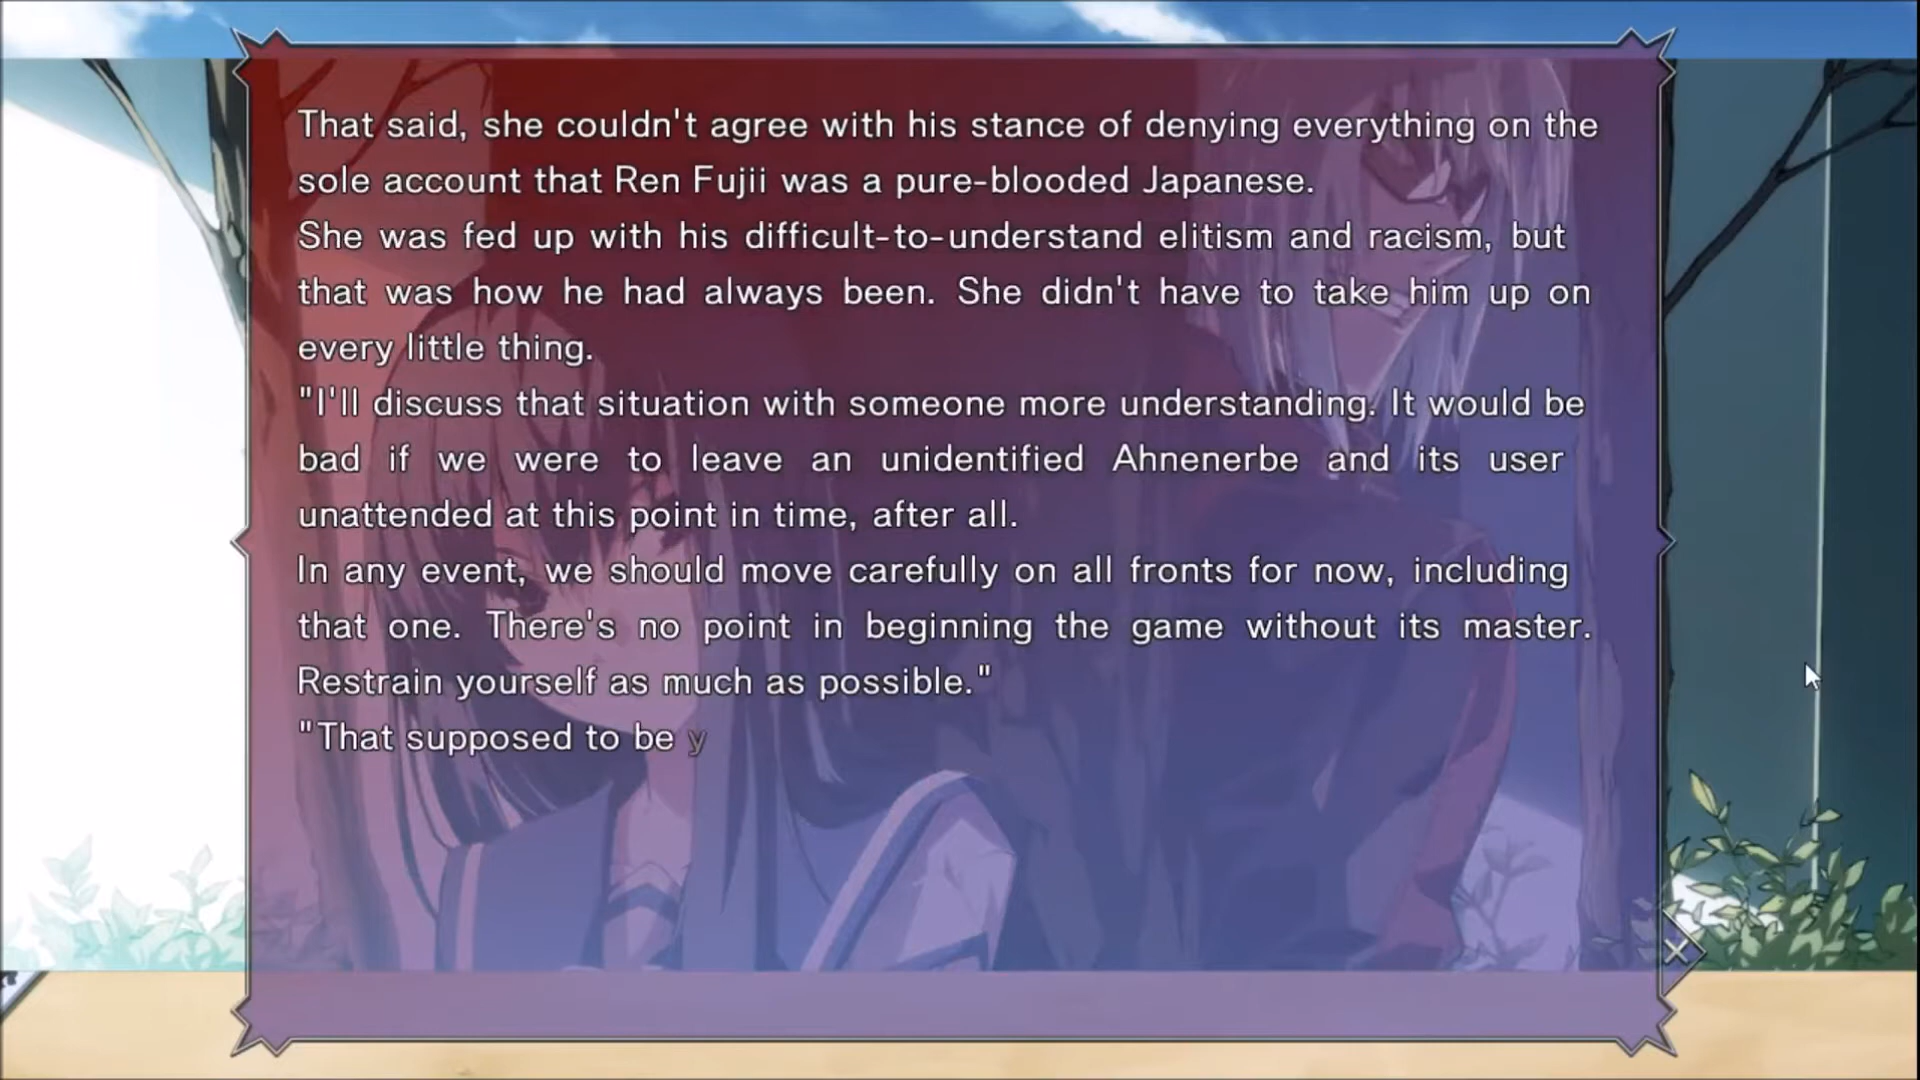 That said, she couldn't agree with his stance of denying everything on the
sole account that Ren Fujii was a pure-blooded Japanese.
She was fed up with his difficult-to-understand elitism and racism, but
that was how he had always been. She didn't have to take him up on
every little thing.
"I'll discuss that situation with someone more understanding. It would be
bad if we were to leave an unidentified Ahnenerbe and its user
unattended at this point in time, after all.
In any event, we should move carefully on all fronts for now, including
that one. There's no point in beginning the game without its master.
Restrain yourself as much as possible."
"That supposed to be y